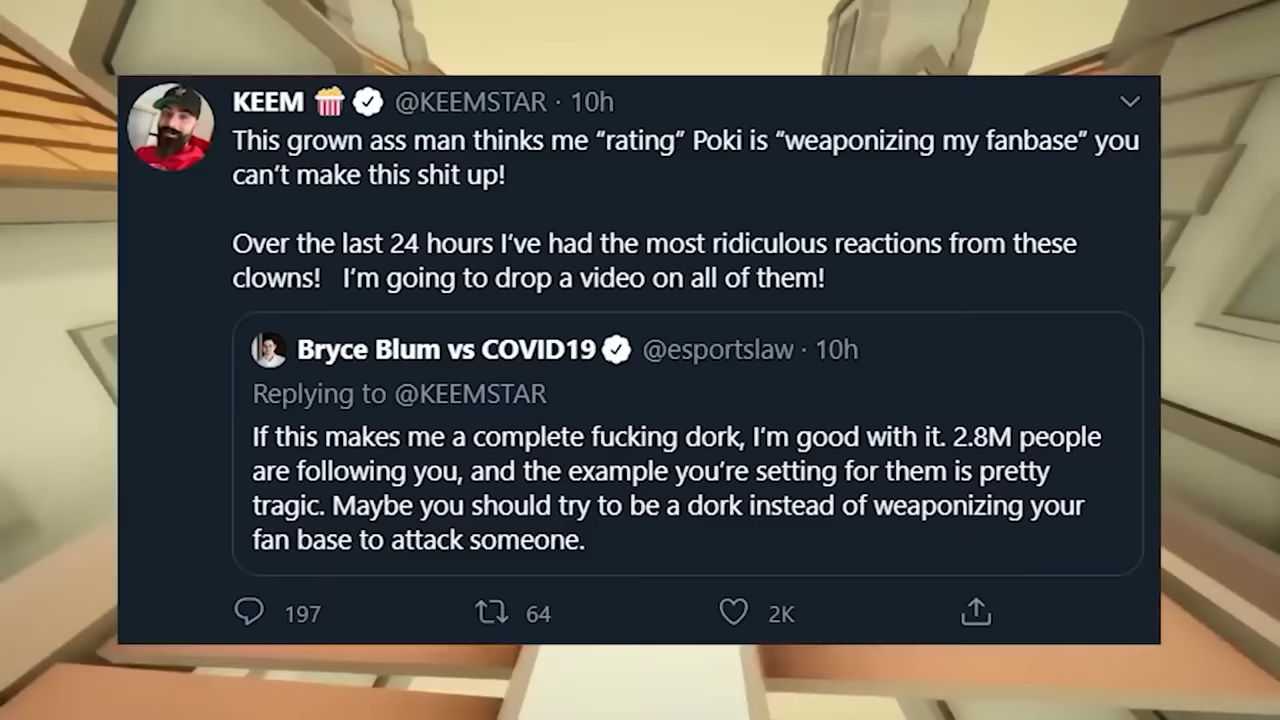 KEEM 🍿 @KEEMSTAR · 10h
This grown ass man thinks me “rating” Poki is “weaponizing my fanbase” you
can’t make this shit up!
Over the last 24 hours I’ve had the most ridiculous reactions from these
clowns!   I’m going to drop a video on all of them!
Bryce Blum vs COVID19 @esportslaw · 10h
Replying to @KEEMSTAR
If this makes me a complete fucking dork, I’m good with it. 2.8M people
are following you, and the example you’re setting for them is pretty
tragic. Maybe you should try to be a dork instead of weaponizing your
fan base to attack someone.
197 64 2K